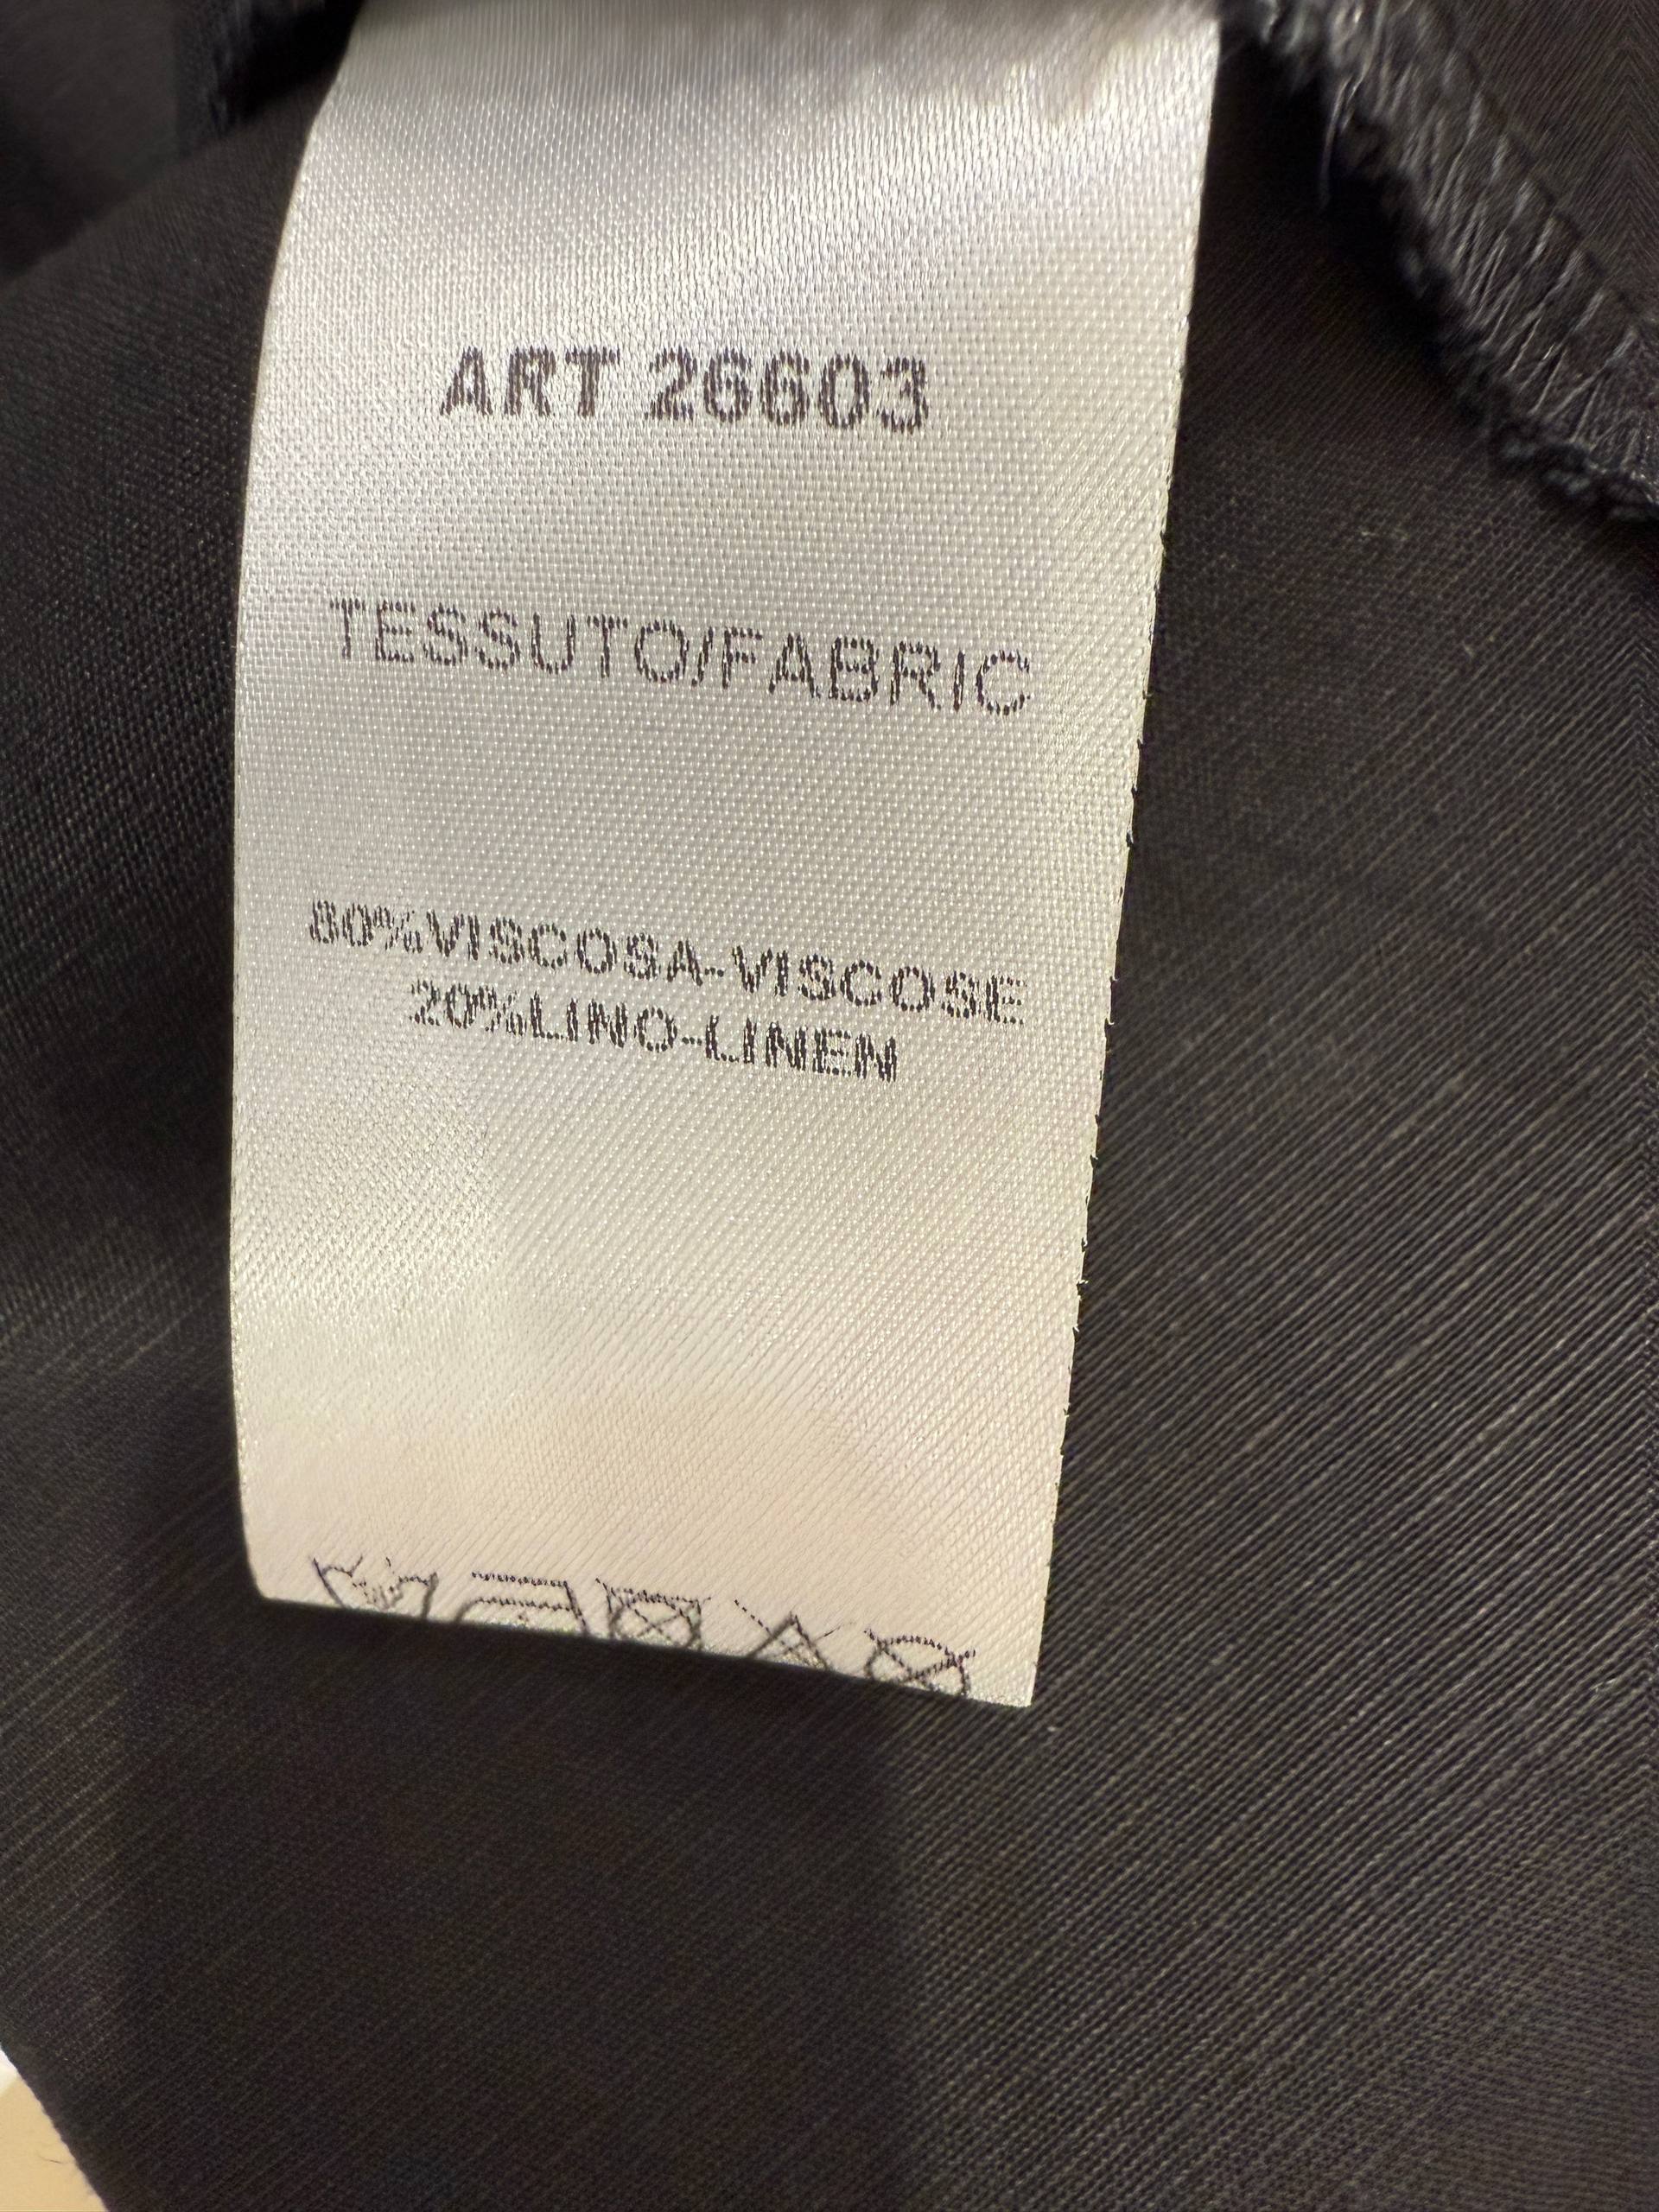 ART 26603
TESSUTO/FABRIC
80%VISCOSA-VISCOSE
20%LINO-LINEN